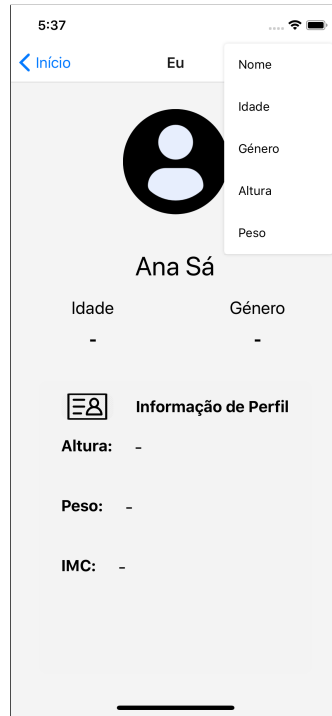 5:37
Início
Eu
Nome
Idade
Género
Altura
Peso
Ana Sá
Idade
Género
-
-
Informação de Perfil
Altura: -
Peso: -
IMC: -